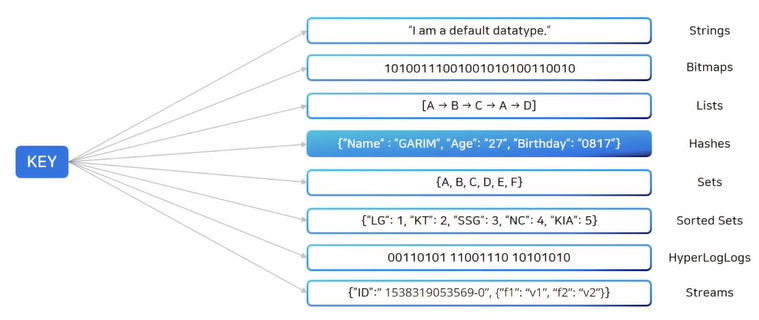 "I am a default datatype." Strings
10100111001001010100110010 Bitmaps
[A → B → C → A → D] Lists
KEY
{"Name" : "GARIM", "Age": "27", "Birthday": "0817"} Hashes
{A, B, C, D, E, F} Sets
{"LG": 1, "KT": 2, "SSG": 3, "NC": 4, "KIA": 5} Sorted Sets
00110101 11001110 10101010 HyperLogLogs
{"ID":" 1538319053569-0", {"f1": "v1", "f2": "v2"}} Streams